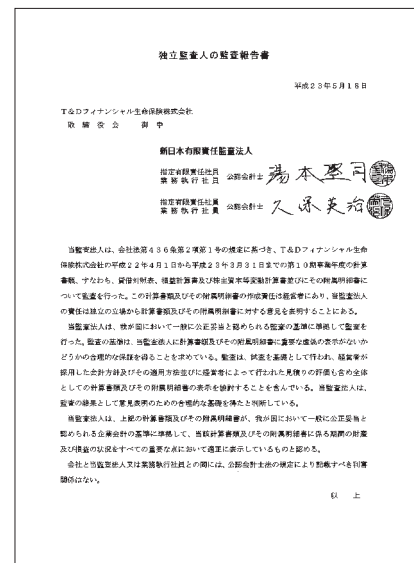 独立監査人の監査報告書
平成23年5月18日
T&Dフィナンシャル生命保険株式会社
取締役会 御中
新日本有限責任監査法人
指定有限責任社員
業務執行社員 公認会計士 湯本堅司
指定有限責任社員
業務執行社員 公認会計士 久保英治
当監査法人は、会社法第436条第2項第1号の規定に基づき、T&Dフィナンシャル生命
保険株式会社の平成22年4月1日から平成23年3月31日までの第10期事業年度の計算
書類、すなわち、貸借対照表、損益計算書及び株主資本等変動計算書並びにその附属明細書に
ついて監査を行った。この計算書類及びその附属明細書の作成責任は経営者にあり、当監査法人
の責任は独立の立場から計算書類及びその附属明細書に対する意見を表明することにある。
当監査法人は、我が国において一般に公正妥当と認められる監査の基準に準拠して監査を
行った。監査の基準は、当監査法人に計算書類及びその附属明細書に重要な虚偽の表示がないか
どうかの合理的な保証を得ることを求めている。監査は、試査を基礎として行われ、経営者が
採用した会計方針及びその適用方法並びに経営者によって行われた見積りの評価も含め全体
としての計算書類及びその附属明細書の表示を検討することを含んでいる。当監査法人は、
監査の結果として意見表明のための合理的な基礎を得たと判断している。
当監査法人は、上記の計算書類及びその附属明細書が、我が国において一般に公正妥当と
認められる企業会計の基準に準拠して、当該計算書類及びその附属明細書に係る期間の財産
及び損益の状況をすべての重要な点において適正に表示しているものと認める。
会社と当監査法人又は業務執行社員との間には、公認会計士法の規定により記載すべき利害
関係はない。
以 上